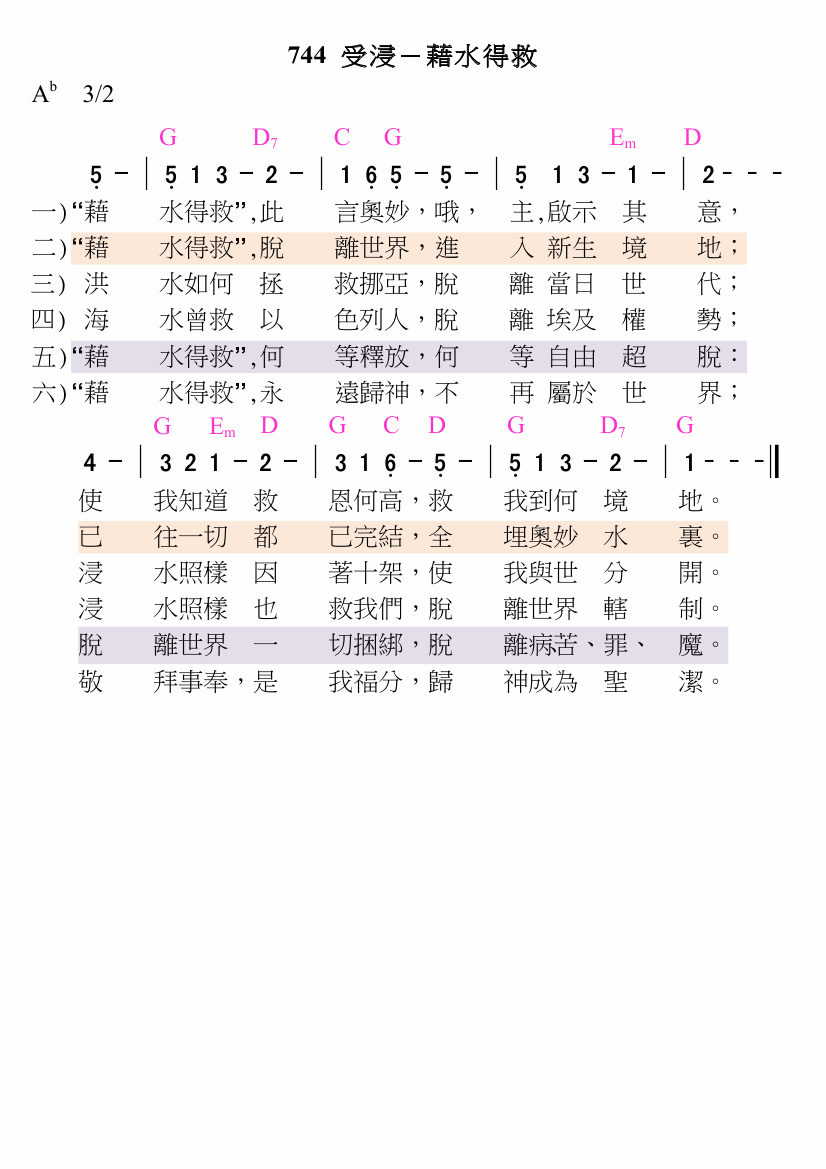 744 受浸－藉水得救
A♭ 3/2
G D7 C G Em D
5̣ － | 5̣ 1 3 － 2 － | 1 6̣ 5̣ － 5̣ － | 5̣ 1 3 － 1 － | 2 - - -
一) “藉 水得救”,此 言奧妙，哦， 主,啟示 其 意，
二) “藉 水得救”,脫 離世界，進 入 新生 境 地；
三) 洪 水如何 拯 救挪亞，脫 離 當日 世 代；
四) 海 水曾救 以 色列人，脫 離 埃及 權 勢；
五) “藉 水得救”,何 等釋放，何 等 自由 超 脫：
六) “藉 水得救”,永 遠歸神，不 再 屬於 世 界；
G Em D G C D G D7 G
4 － | 3 2 1 － 2 － | 3 1 6̣ － 5̣ － | 5̣ 1 3 － 2 － | 1 - - - ‖
使 我知道 救 恩何高，救 我到何 境 地。
已 往一切 都 已完結，全 埋奧妙 水 裏。
浸 水照樣 因 著十架，使 我與世 分 開。
浸 水照樣 也 救我們，脫 離世界 轄 制。
脫 離世界 一 切捆綁，脫 離病苦、罪、 魔。
敬 拜事奉，是 我福分，歸 神成為 聖 潔。